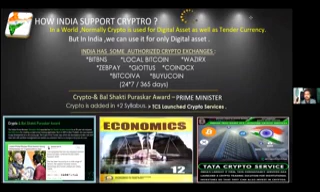 HOW INDIA SUPPORT CRYPTRO ?
In a World ,Normally Crypto is used for Digital Asset as well as Tender Currency.
But In India ,we can use it for only Digital asset .
INDIA HAS SOME AUTHORIZED CRYPTO EXCHANGES :
*BITBNS *LOCAL BITCOIN *WADRX
*ZEBPAY *GIOTTUS *COINDCX
*BITCOIVA *BUYUCOIN
(24*7 / 365 days)
Crypto-& Bal Shakti Puraskar Award – PRIME MINISTER
Crypto is added in +2 Syllabus. » TCS Launched Crypto Services .
ECONOMICS
12
TATA CRYPTO SERVICE